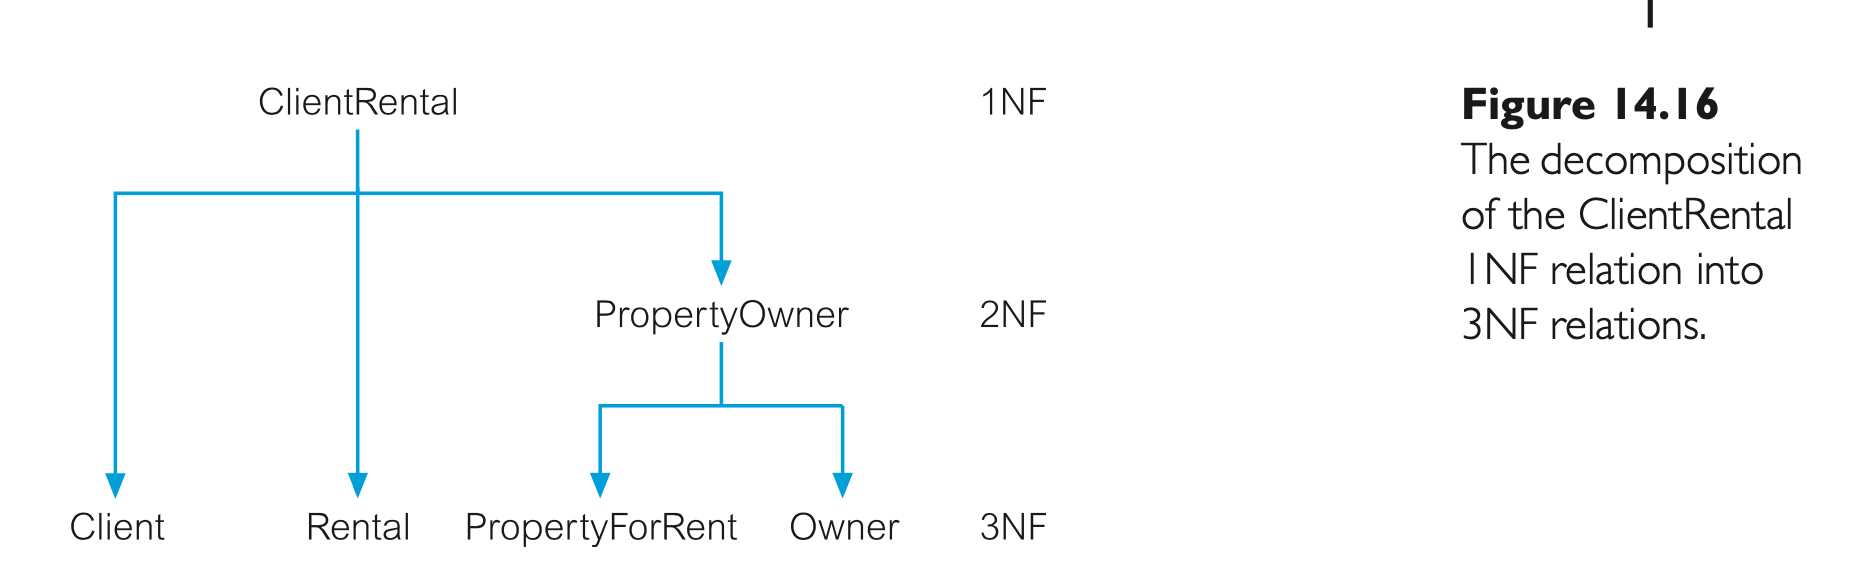 ClientRental 1NF
PropertyOwner 2NF
Client Rental PropertyForRent Owner 3NF
Figure 14.16
The decomposition
of the ClientRental
1NF relation into
3NF relations.